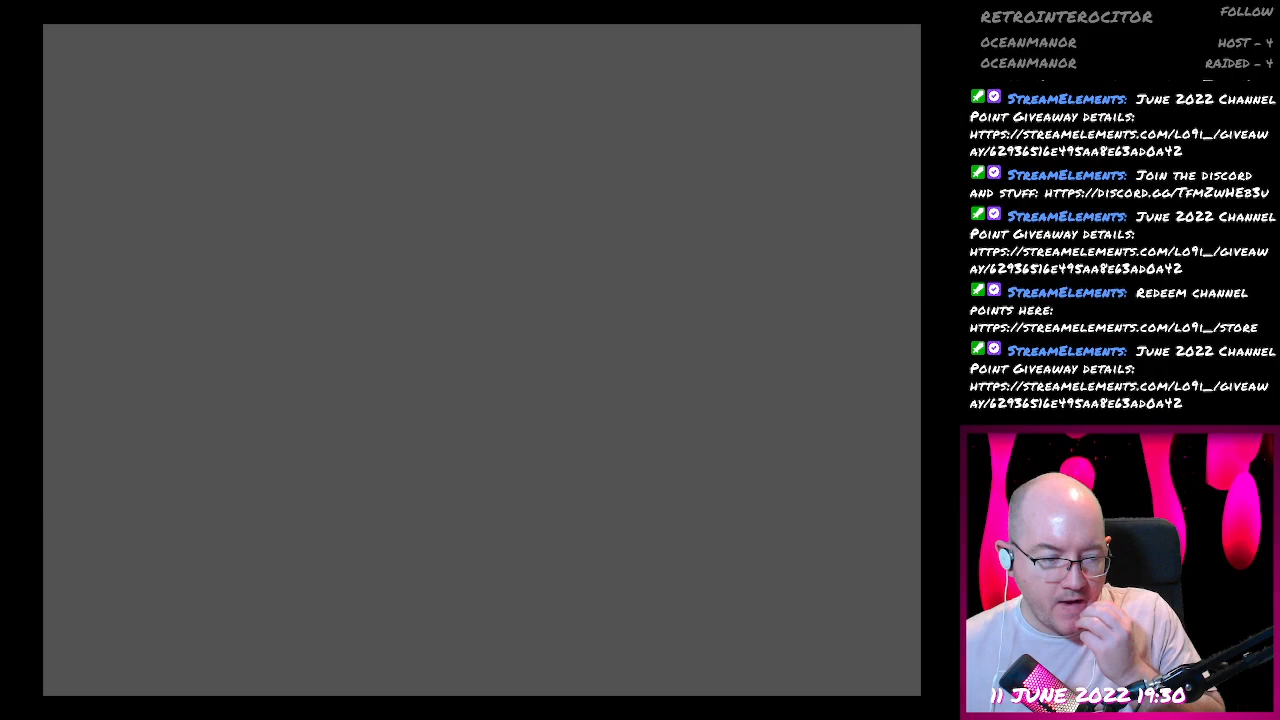 RETROINTEROCITOR FOLLOW
OCEANMANOR HOST - 4
OCEANMANOR RAIDED - 4
StreamElements: June 2022 Channel
Point Giveaway details:
https://streamelements.com/lo9i_/giveaw
ay/62936516e495aa8e63ad0a42
StreamElements: Join the discord
and stuff: https://discord.gg/TfmZwHEb3u
StreamElements: June 2022 Channel
Point Giveaway details:
https://streamelements.com/lo9i_/giveaw
ay/62936516e495aa8e63ad0a42
StreamElements: Redeem channel
points here:
https://streamelements.com/lo9i_/store
StreamElements: June 2022 Channel
Point Giveaway details:
https://streamelements.com/lo9i_/giveaw
ay/62936516e495aa8e63ad0a42
11 June 2022 19:30